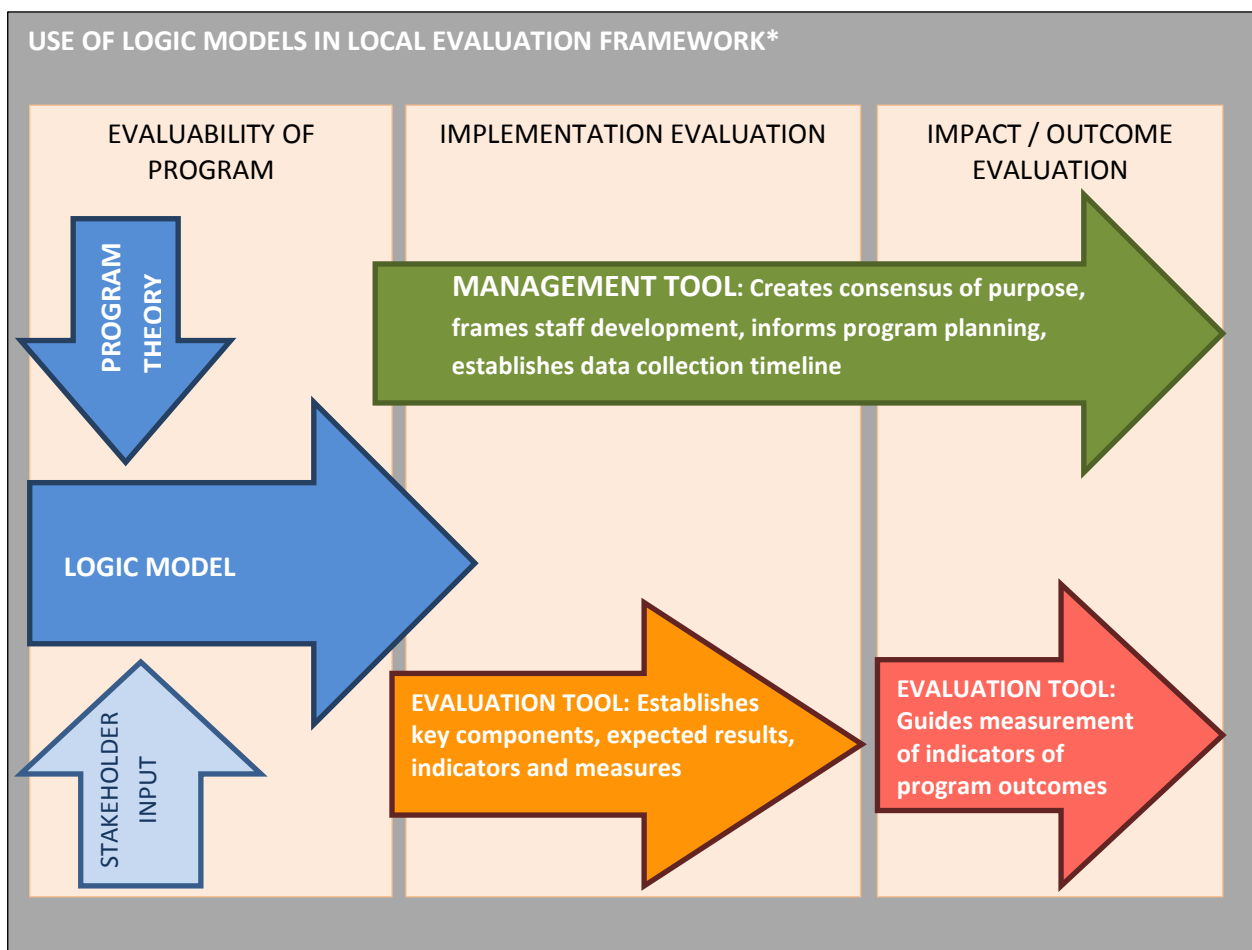 USE OF LOGIC MODELS IN LOCAL EVALUATION FRAMEWORK*
EVALUABILITY OF
PROGRAM
IMPLEMENTATION EVALUATION
IMPACT / OUTCOME
EVALUATION
PROGRAM
THEORY
MANAGEMENT TOOL: Creates consensus of purpose,
frames staff development, informs program planning,
establishes data collection timeline
LOGIC MODEL
STAKEHOLDER
INPUT
EVALUATION TOOL: Establishes
key components, expected results,
indicators and measures
EVALUATION TOOL:
Guides measurement
of indicators of
program outcomes